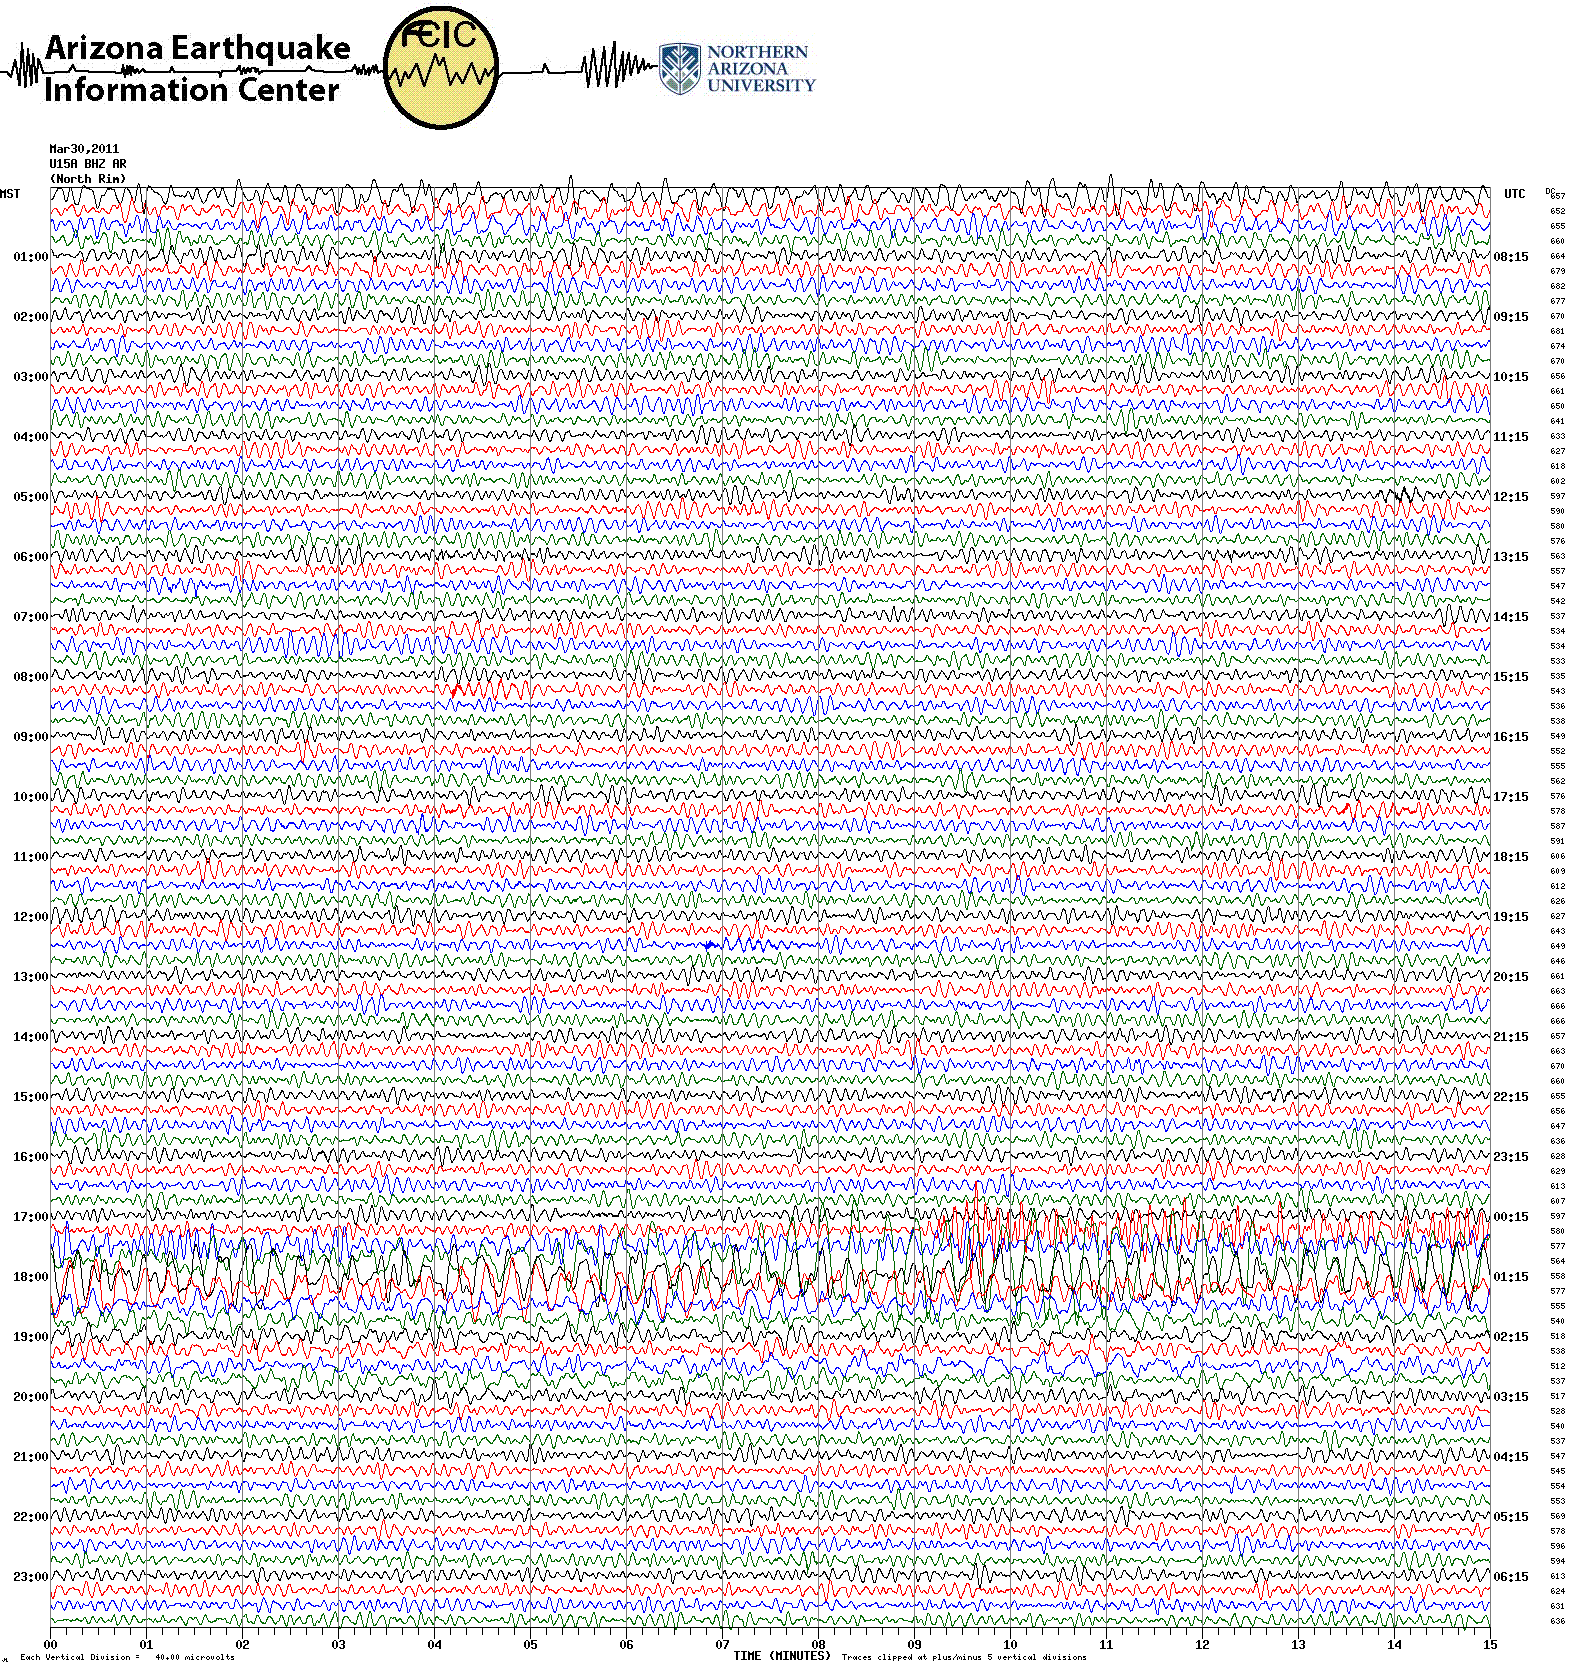 Arizona Earthquake
Information Center
ÆEIC
NORTHERN
ARIZONA
UNIVERSITY
Mar30,2011
U15A BHZ AR
(North Rim)
MST UTC DC
657
652
655
660
01:00 08:15 664
679
682
677
02:00 09:15 670
681
674
670
03:00 10:15 656
661
650
641
04:00 11:15 633
627
618
602
05:00 12:15 597
590
580
576
06:00 13:15 563
557
547
542
07:00 14:15 537
534
534
533
08:00 15:15 535
543
536
538
09:00 16:15 549
552
555
562
10:00 17:15 576
578
587
591
11:00 18:15 606
609
612
626
12:00 19:15 627
643
649
646
13:00 20:15 661
663
666
666
14:00 21:15 657
663
670
660
15:00 22:15 655
656
647
636
16:00 23:15 628
629
613
607
17:00 00:15 597
580
577
564
18:00 01:15 558
577
555
540
19:00 02:15 518
538
512
537
20:00 03:15 517
528
540
537
21:00 04:15 547
545
554
553
22:00 05:15 569
578
596
594
23:00 06:15 613
624
631
636
00 01 02 03 04 05 06 07 08 09 10 11 12 13 14 15
Each Vertical Division = 40.00 microvolts TIME (MINUTES) Traces clipped at plus/minus 5 vertical divisions